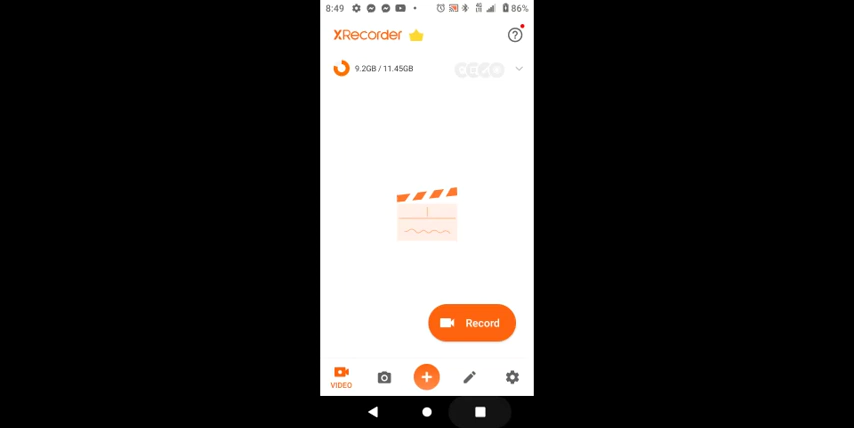 8:49 86%
XRecorder
9.2GB / 11.45GB
Record
VIDEO